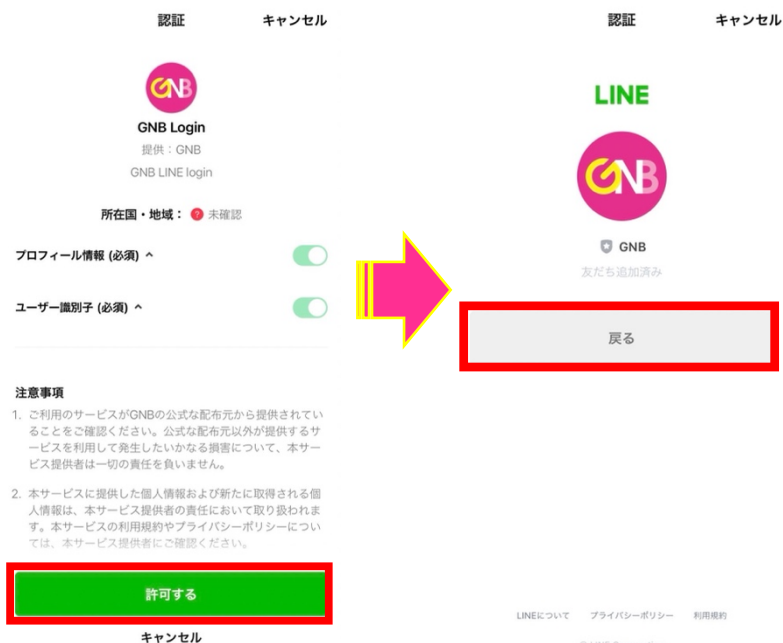 認証
キャンセル
GNB
GNB Login
提供：GNB
GNB LINE login
所在国・地域： ? 未確認
プロフィール情報 (必須) ^
ユーザー識別子 (必須) ^
注意事項
1. ご利用のサービスがGNBの公式な配布元から提供されてい
ることをご確認ください。公式な配布元以外が提供するサ
ービスを利用して発生したいかなる損害について、本サー
ビス提供者は一切の責任を負いません。
2. 本サービスに提供した個人情報および新たに取得される個
人情報は、本サービス提供者の責任において取り扱われま
す。本サービスの利用規約やプライバシーポリシーについ
ては、本サービス提供者にご確認ください。
許可する
キャンセル
認証
キャンセル
LINE
GNB
GNB
友だち追加済み
戻る
LINEについて プライバシーポリシー 利用規約